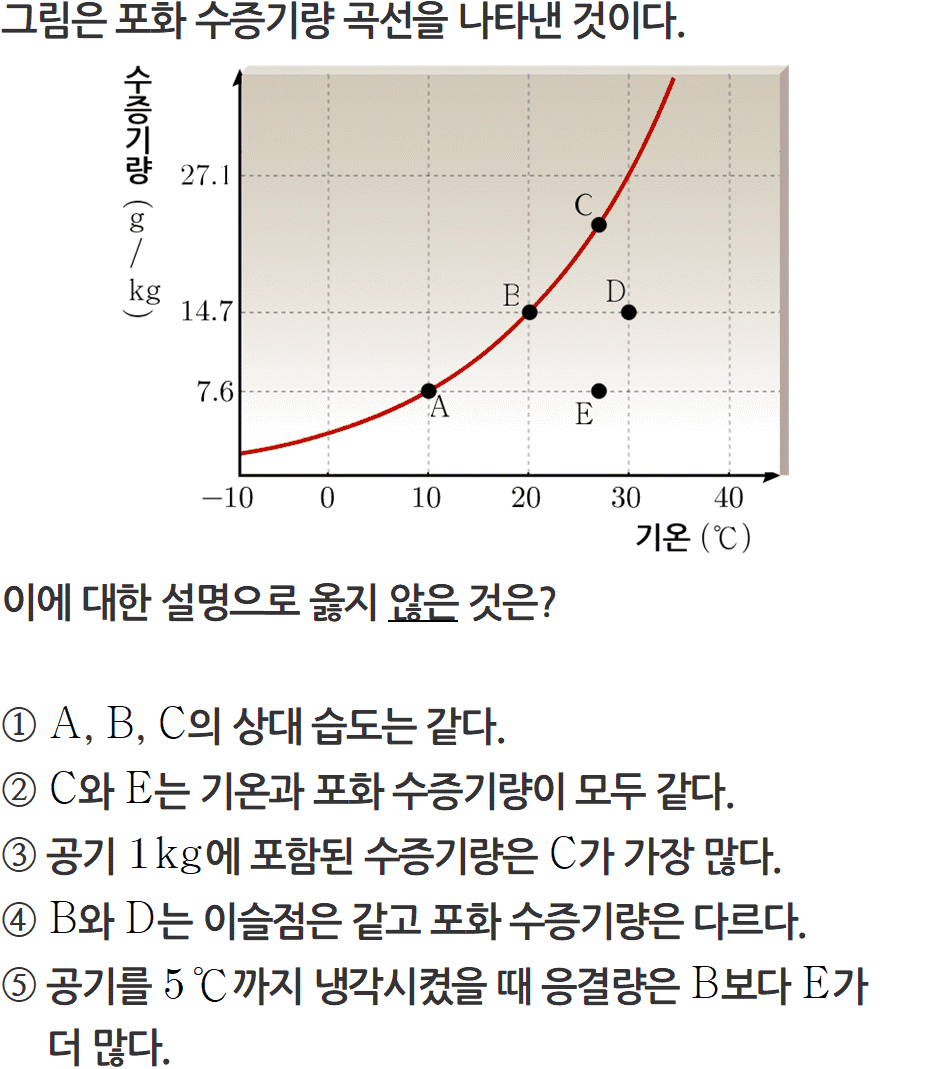 그림은 포화 수증기량 곡선을 나타낸 것이다.
수증기량 (g/kg)
27.1
14.7
7.6
A
B
C
D
E
−10 0 10 20 30 40
기온 (℃)
이에 대한 설명으로 옳지 않은 것은?
① A, B, C의 상대 습도는 같다.
② C와 E는 기온과 포화 수증기량이 모두 같다.
③ 공기 1kg에 포함된 수증기량은 C가 가장 많다.
④ B와 D는 이슬점은 같고 포화 수증기량은 다르다.
⑤ 공기를 5℃까지 냉각시켰을 때 응결량은 B보다 E가
더 많다.